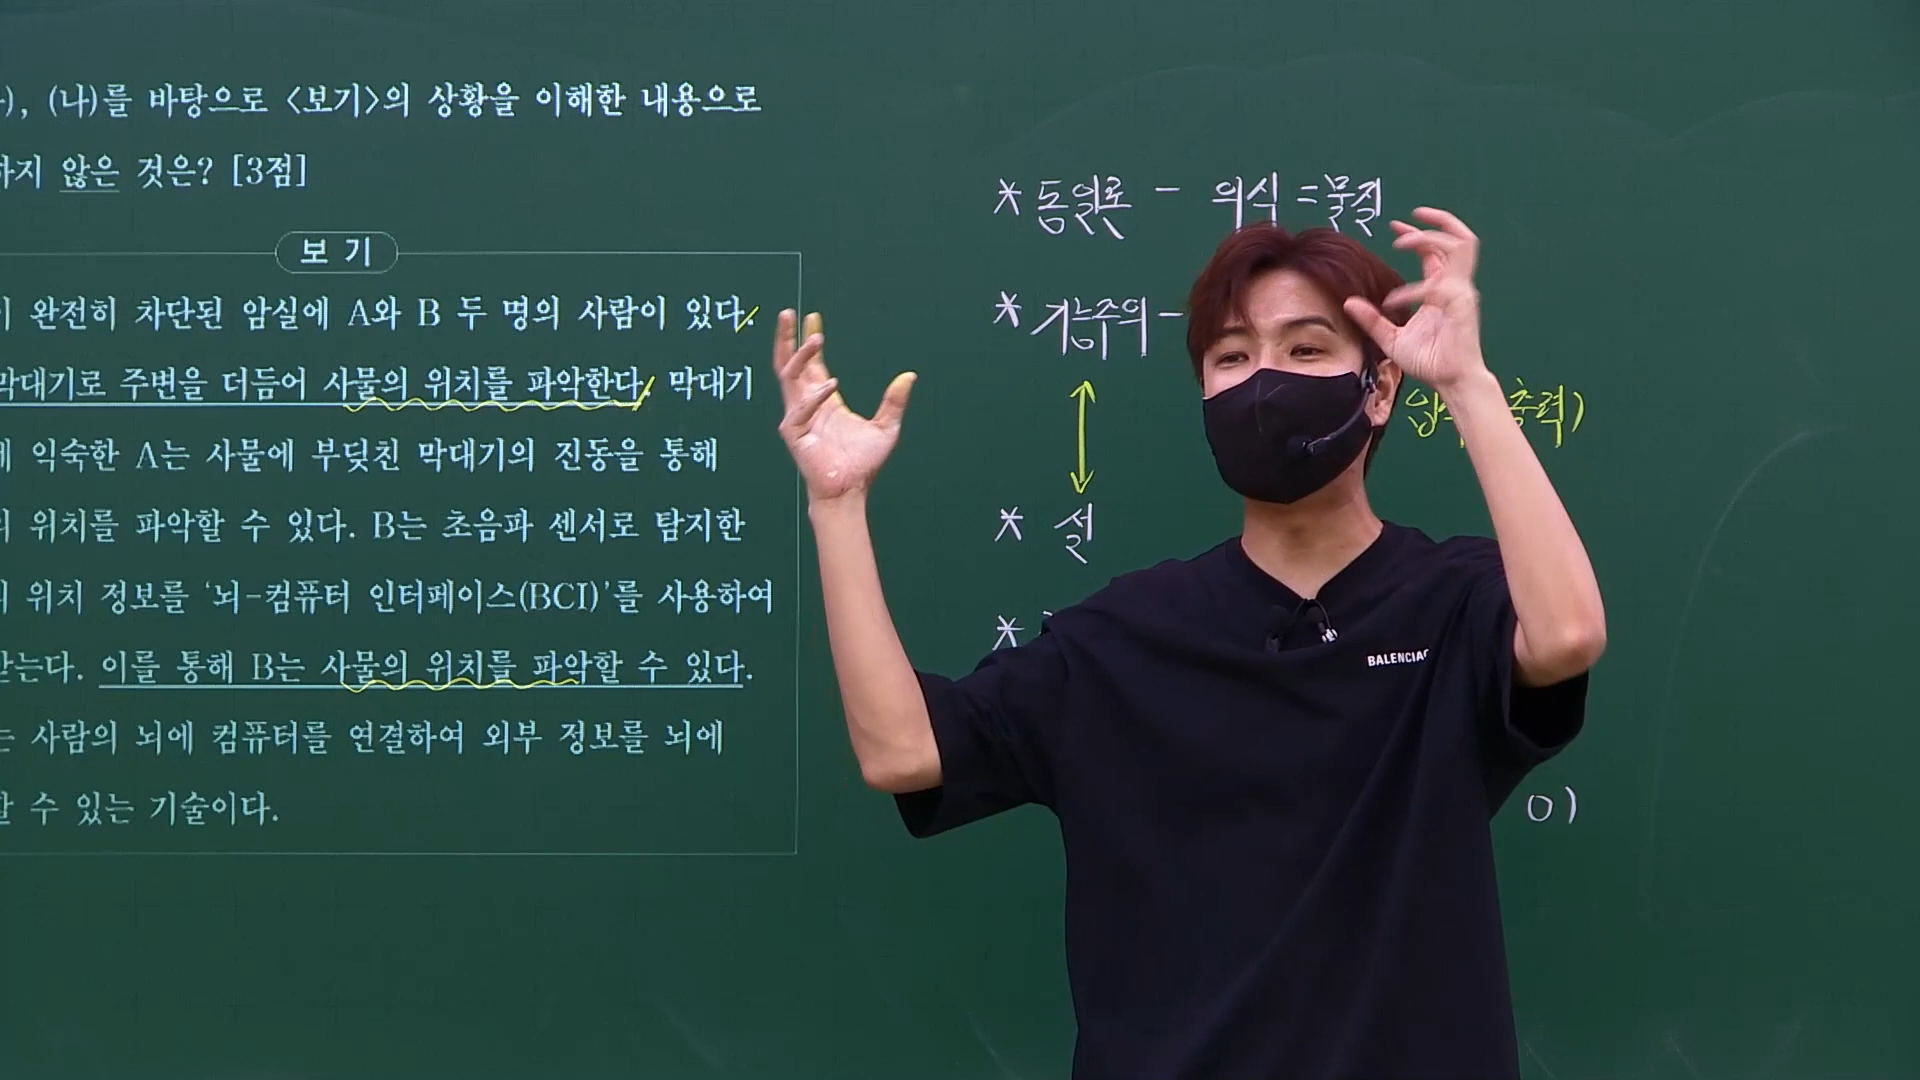 ), (나)를 바탕으로 <보기>의 상황을 이해한 내용으로
하지 않은 것은? [3점]
보 기
완전히 차단된 암실에 A와 B 두 명의 사람이 있다.
막대기로 주변을 더듬어 사물의 위치를 파악한다. 막대기
익숙한 A는 사물에 부딪친 막대기의 진동을 통해
위치를 파악할 수 있다. B는 초음파 센서로 탐지한
위치 정보를 '뇌-컴퓨터 인터페이스(BCI)'를 사용하여
받는다. 이를 통해 B는 사물의 위치를 파악할 수 있다.
는 사람의 뇌에 컴퓨터를 연결하여 외부 정보를 뇌에
할 수 있는 기술이다.
* 동일론 - 의식 = 물질
* 기능주의 -
출력)
* 설
*
이
BALENCIAG